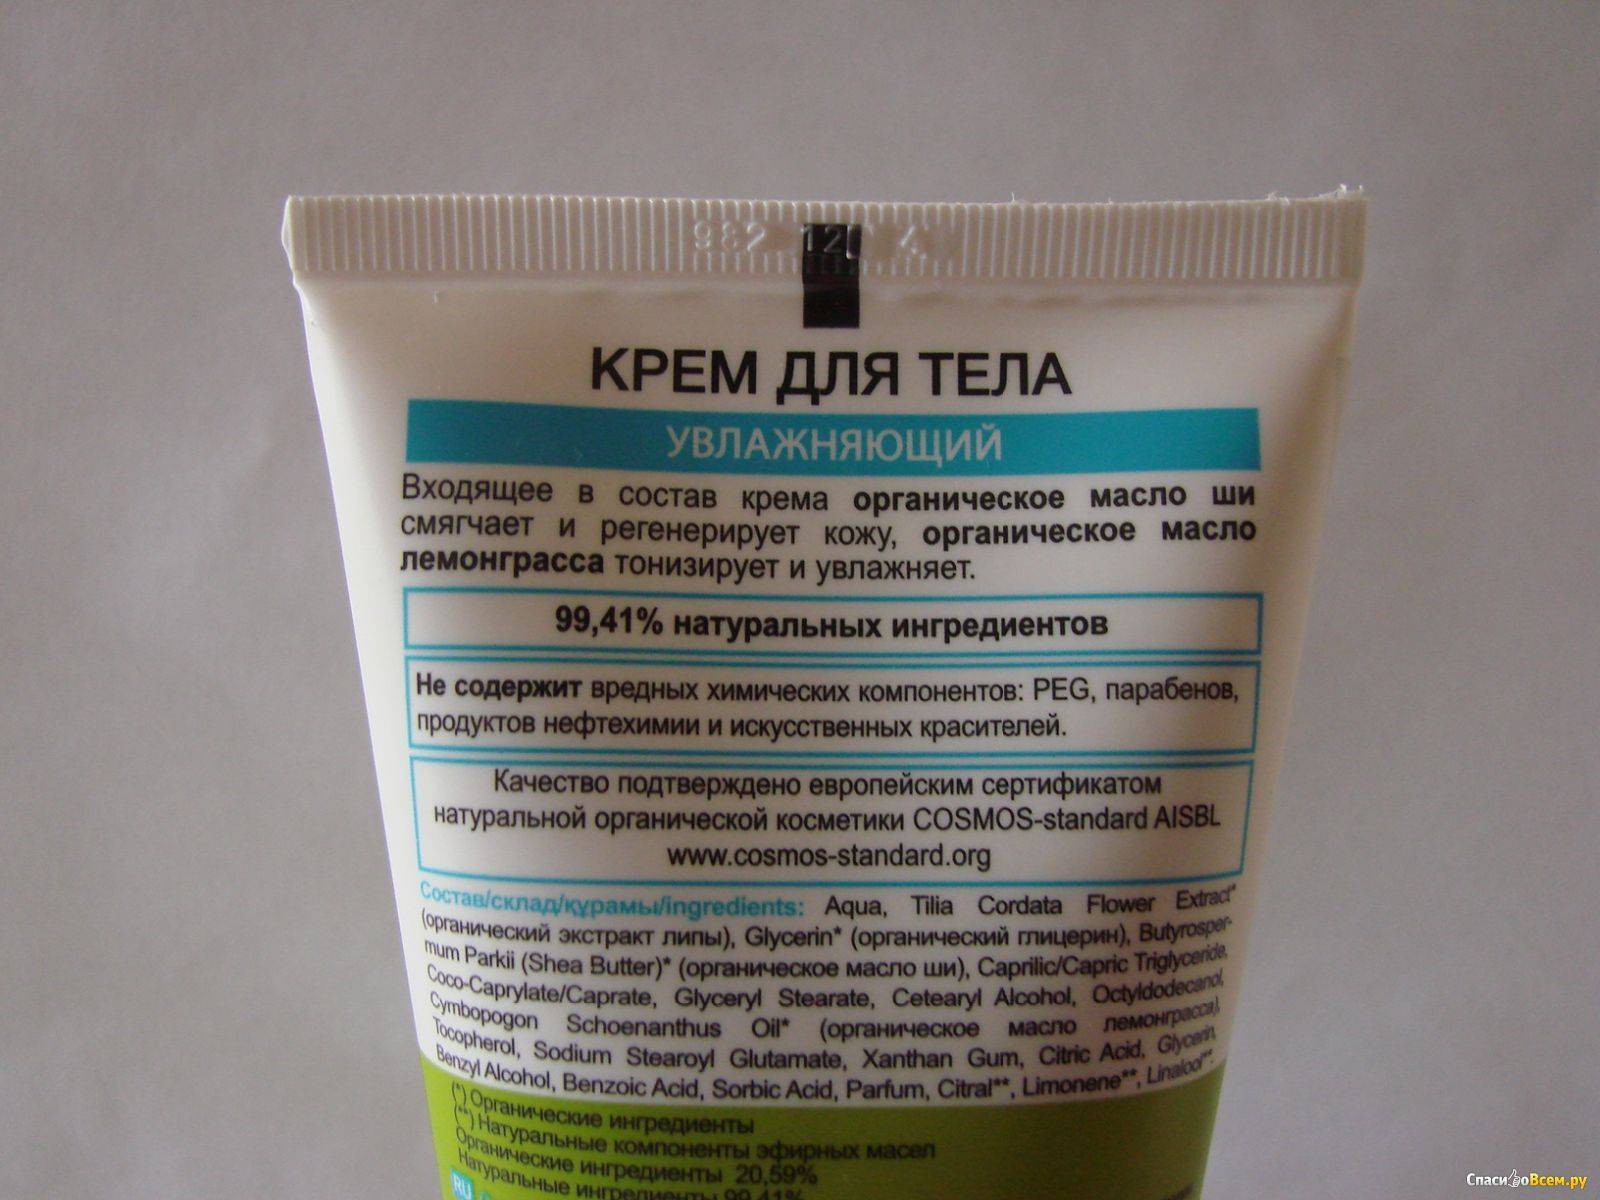 982 12
КРЕМ ДЛЯ ТЕЛА
УВЛАЖНЯЮЩИЙ
Входящее в состав крема органическое масло ши
смягчает и регенерирует кожу, органическое масло
лемонграсса тонизирует и увлажняет.
99,41% натуральных ингредиентов
Не содержит вредных химических компонентов: PEG, парабенов,
продуктов нефтехимии и искусственных красителей.
Качество подтверждено европейским сертификатом
натуральной органической косметики COSMOS-standard AISBL
www.cosmos-standard.org
Состав/склад/құрамы/ingredients: Aqua, Tilia Cordata Flower Extract*
(органический экстракт липы), Glycerin* (органический глицерин), Butyrosper-
mum Parkii (Shea Butter)* (органическое масло ши), Caprilic/Capric Triglyceride,
Coco-Caprylate/Caprate, Glyceryl Stearate, Cetearyl Alcohol, Octyldodecanol,
Cymbopogon Schoenanthus Oil* (органическое масло лемонграсса),
Tocopherol, Sodium Stearoyl Glutamate, Xanthan Gum, Citric Acid, Glycerin,
Benzyl Alcohol, Benzoic Acid, Sorbic Acid, Parfum, Citral**, Limonene**, Linalool**.
(*) Органические ингредиенты
(**) Натуральные компоненты эфирных масел
Органические ингредиенты 20,59%
Натуральные ингредиенты 99,41%
RU
СпасибоВсем.ру